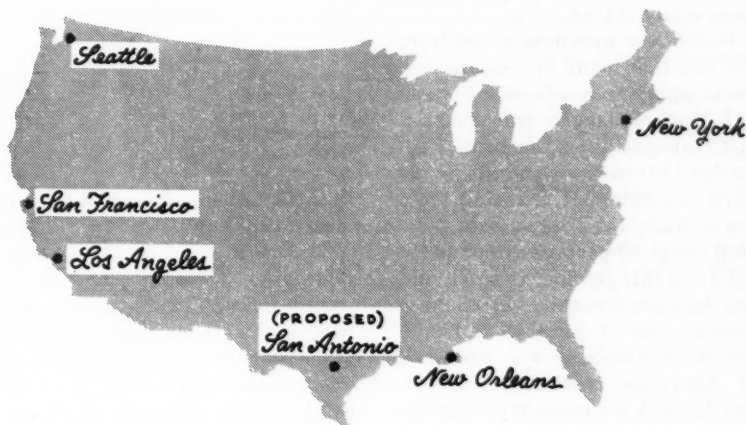 Seattle
New York
San Francisco
Los Angeles
(PROPOSED)
San Antonio
New Orleans